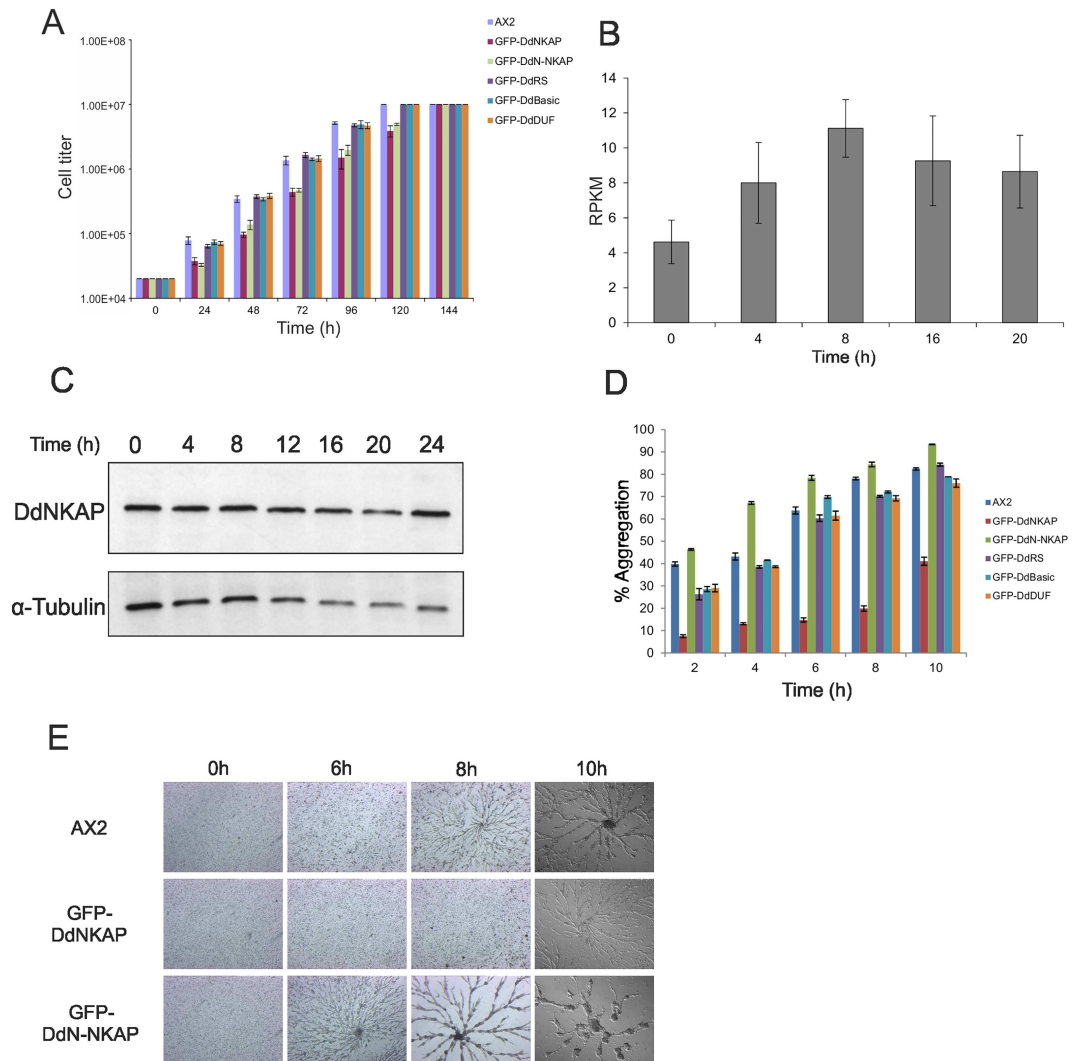 A
1.00E+08
1.00E+07
1.00E+06
1.00E+05
1.00E+04
Cell titer
0 24 48 72 96 120 144
Time (h)
AX2
GFP-DdNKAP
GFP-DdN-NKAP
GFP-DdRS
GFP-DdBasic
GFP-DdDUF
B
14
12
10
8
6
4
2
0
RPKM
0 4 8 16 20
Time (h)
C
Time (h) 0 4 8 12 16 20 24
DdNKAP
α-Tubulin
D
100
90
80
70
60
50
40
30
20
10
0
% Aggregation
2 4 6 8 10
Time (h)
AX2
GFP-DdNKAP
GFP-DdN-NKAP
GFP-DdRS
GFP-DdBasic
GFP-DdDUF
E
0h 6h 8h 10h
AX2
GFP-
DdNKAP
GFP-
DdN-NKAP